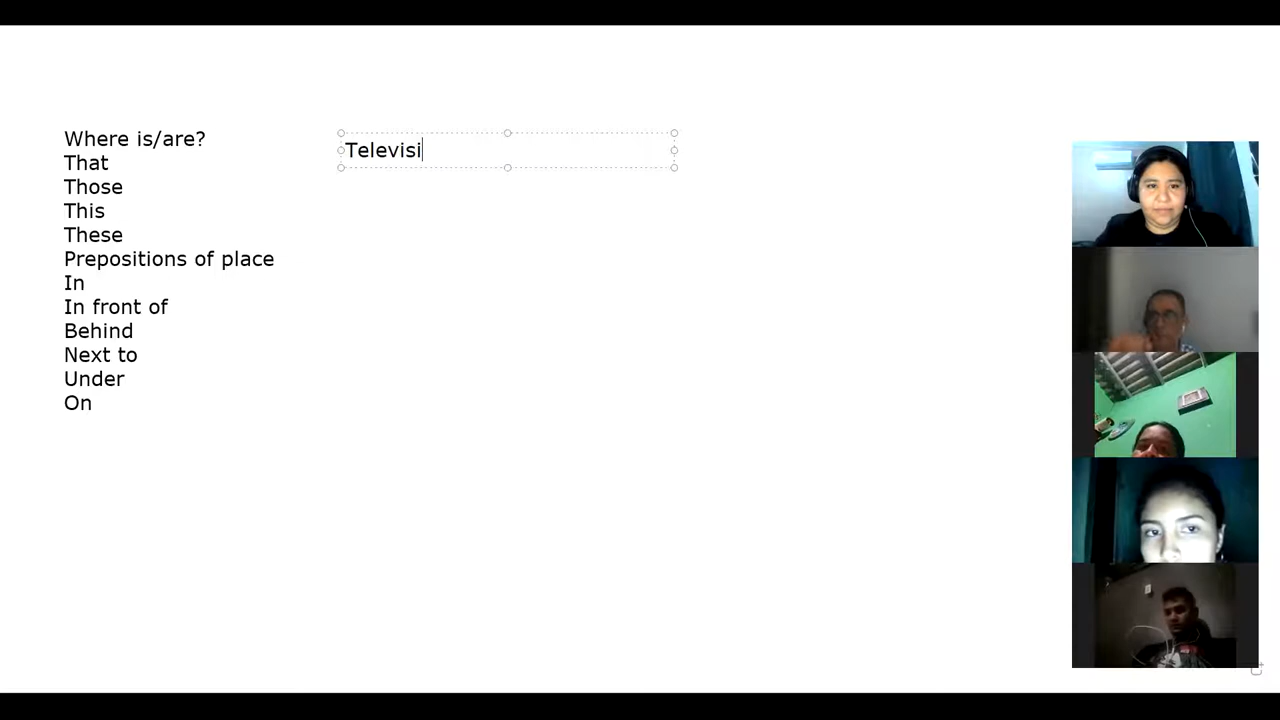 Where is/are?
That
Those
This
These
Prepositions of place
In
In front of
Behind
Next to
Under
On
Televisi